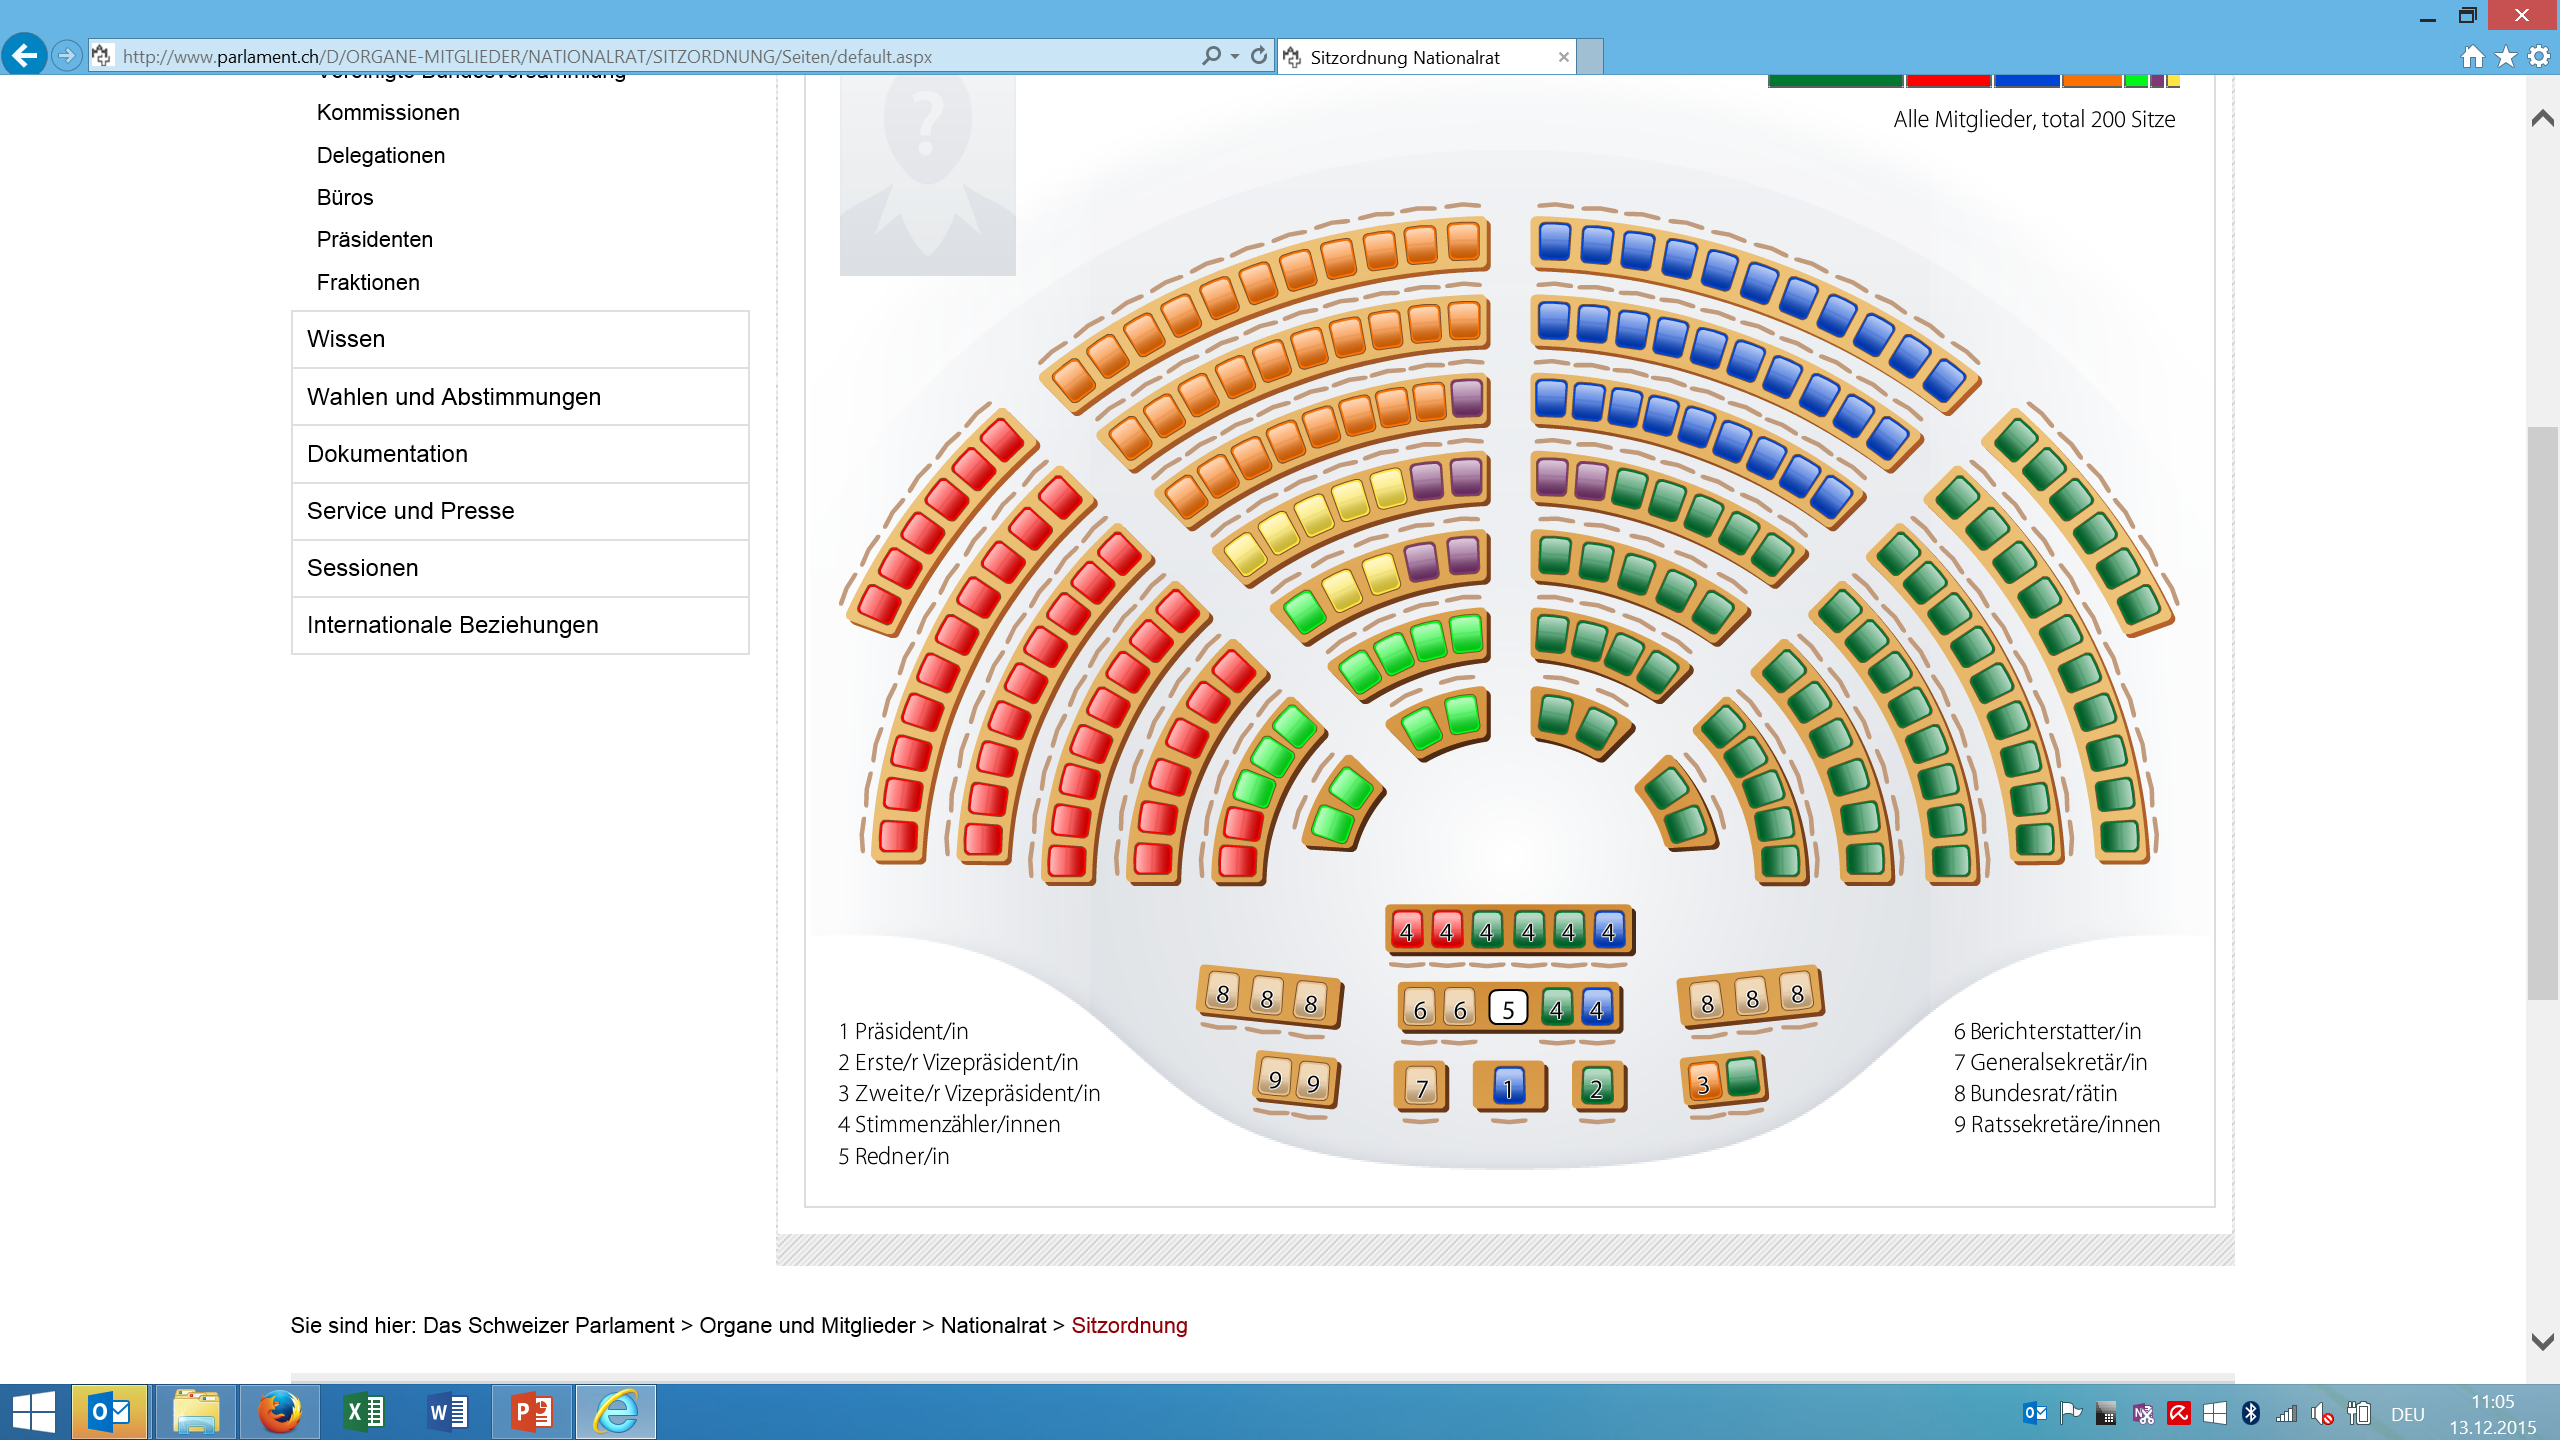 http://www.parlament.ch/D/ORGANE-MITGLIEDER/NATIONALRAT/SITZORDNUNG/Seiten/default.aspx
Sitzordnung Nationalrat
Vereinigte Bundesversammlung
Kommissionen
Delegationen
Büros
Präsidenten
Fraktionen
Wissen
Wahlen und Abstimmungen
Dokumentation
Service und Presse
Sessionen
Internationale Beziehungen
?
Alle Mitglieder, total 200 Sitze
4 4 4 4 4 4
8 8 8
6 6 5 4 4
8 8 8
9 9
7
1
2
3
1 Präsident/in
2 Erste/r Vizepräsident/in
3 Zweite/r Vizepräsident/in
4 Stimmenzähler/innen
5 Redner/in
6 Berichterstatter/in
7 Generalsekretär/in
8 Bundesrat/rätin
9 Ratssekretäre/innen
Sie sind hier: Das Schweizer Parlament > Organe und Mitglieder > Nationalrat > Sitzordnung
DEU
11:05
13.12.2015